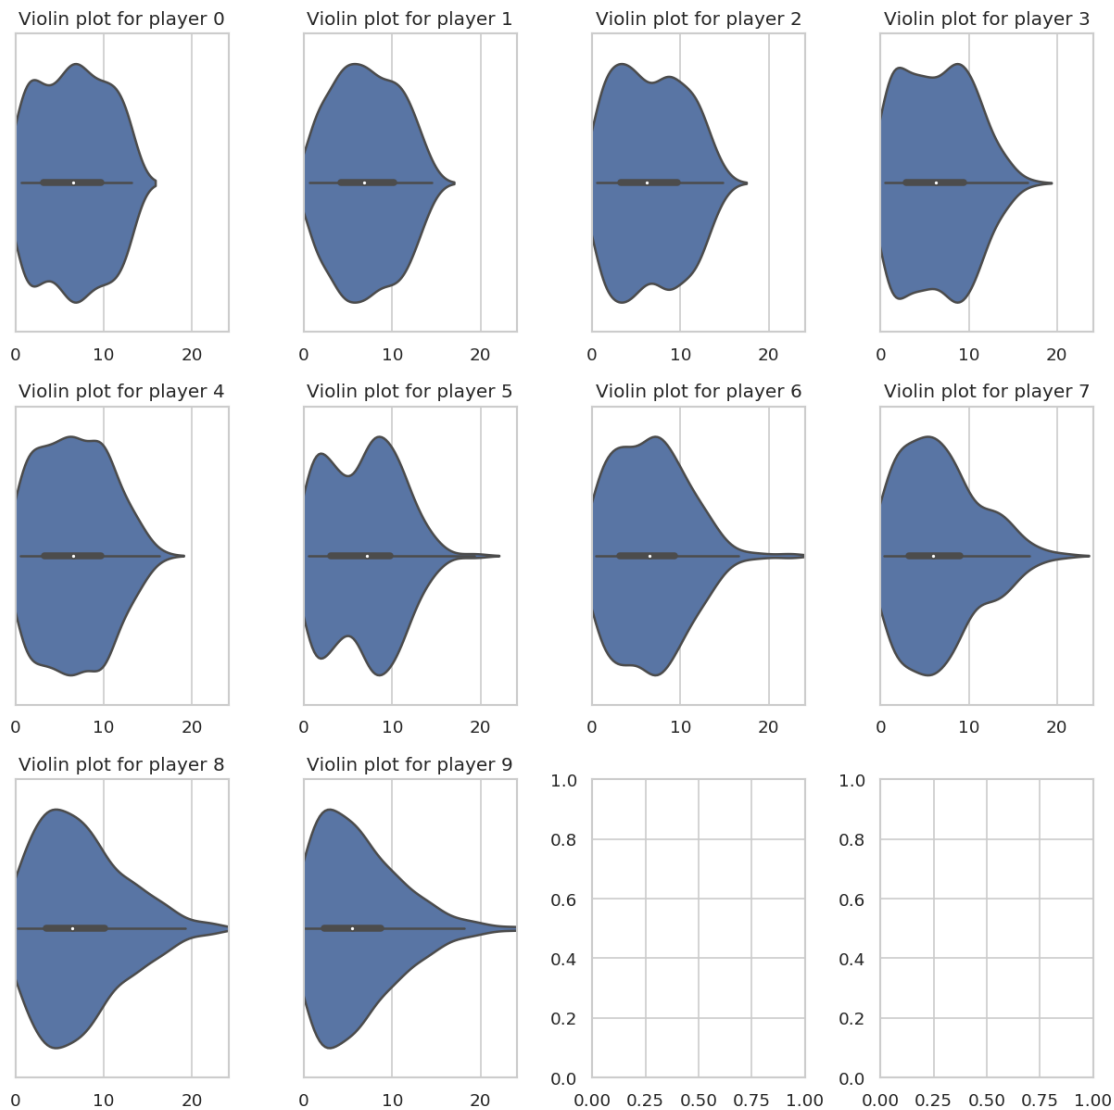 Violin plot for player 0
Violin plot for player 1
Violin plot for player 2
Violin plot for player 3
0 10 20
0 10 20
0 10 20
0 10 20
Violin plot for player 4
Violin plot for player 5
Violin plot for player 6
Violin plot for player 7
0 10 20
0 10 20
0 10 20
0 10 20
Violin plot for player 8
Violin plot for player 9
0 10 20
0 10 20
1.0
0.8
0.6
0.4
0.2
0.0
0.00 0.25 0.50 0.75 1.00
1.0
0.8
0.6
0.4
0.2
0.0
0.00 0.25 0.50 0.75 1.00